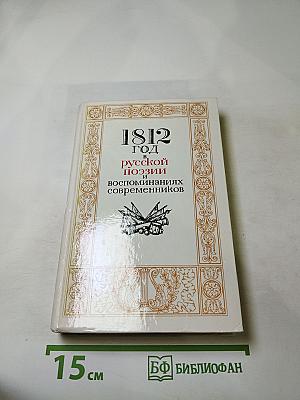 1812
ГОД
в
русской
поэзии
и
воспоминаниях
современников
15 см
БФ БИБЛИОФАН